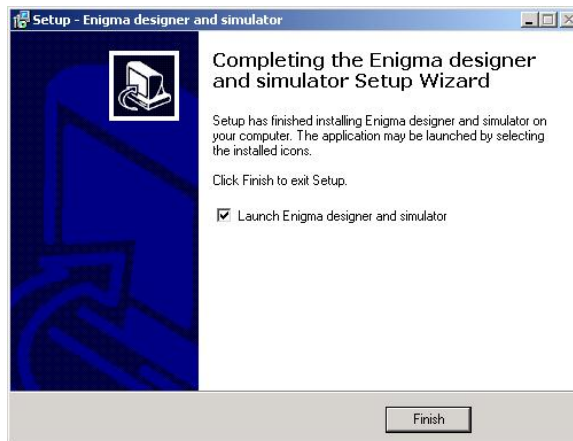 Setup - Enigma designer and simulator
Completing the Enigma designer
and simulator Setup Wizard
Setup has finished installing Enigma designer and simulator on
your computer. The application may be launched by selecting
the installed icons.
Click Finish to exit Setup.
Launch Enigma designer and simulator
Finish